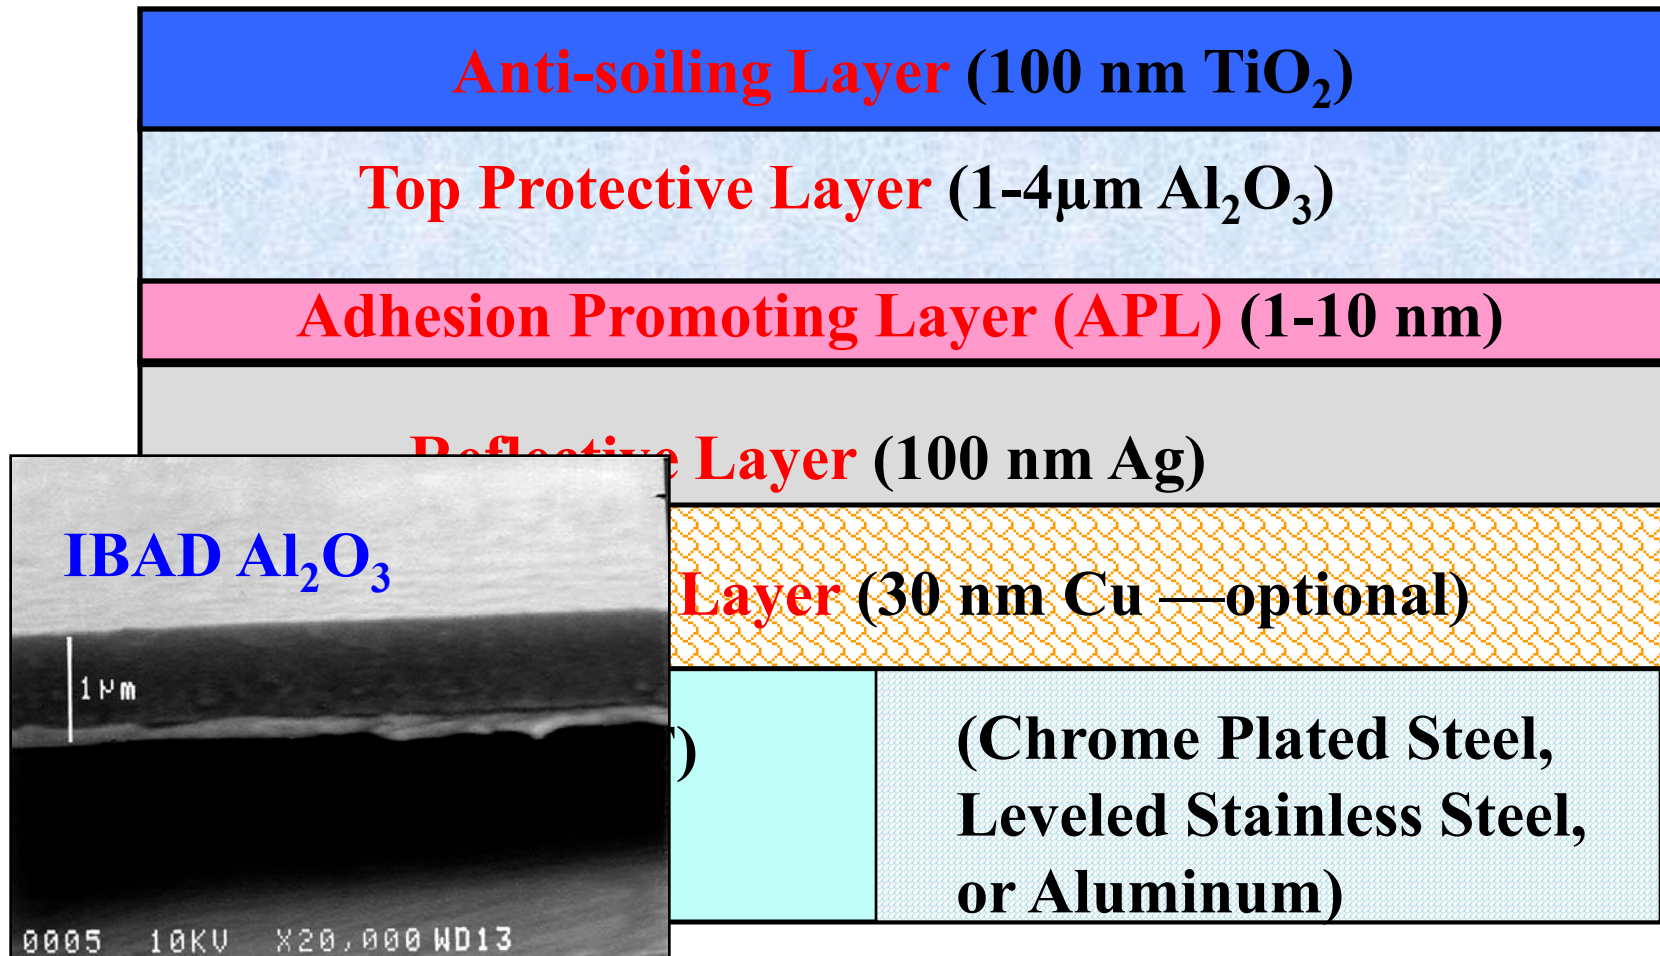 Anti-soiling Layer (100 nm TiO₂)
Top Protective Layer (1-4µm Al₂O₃)
Adhesion Promoting Layer (APL) (1-10 nm)
Reflective Layer (100 nm Ag)
Layer (30 nm Cu —optional)
IBAD Al₂O₃
1µm
(Chrome Plated Steel,
Leveled Stainless Steel,
or Aluminum)
0005 10KV X20,000 WD13